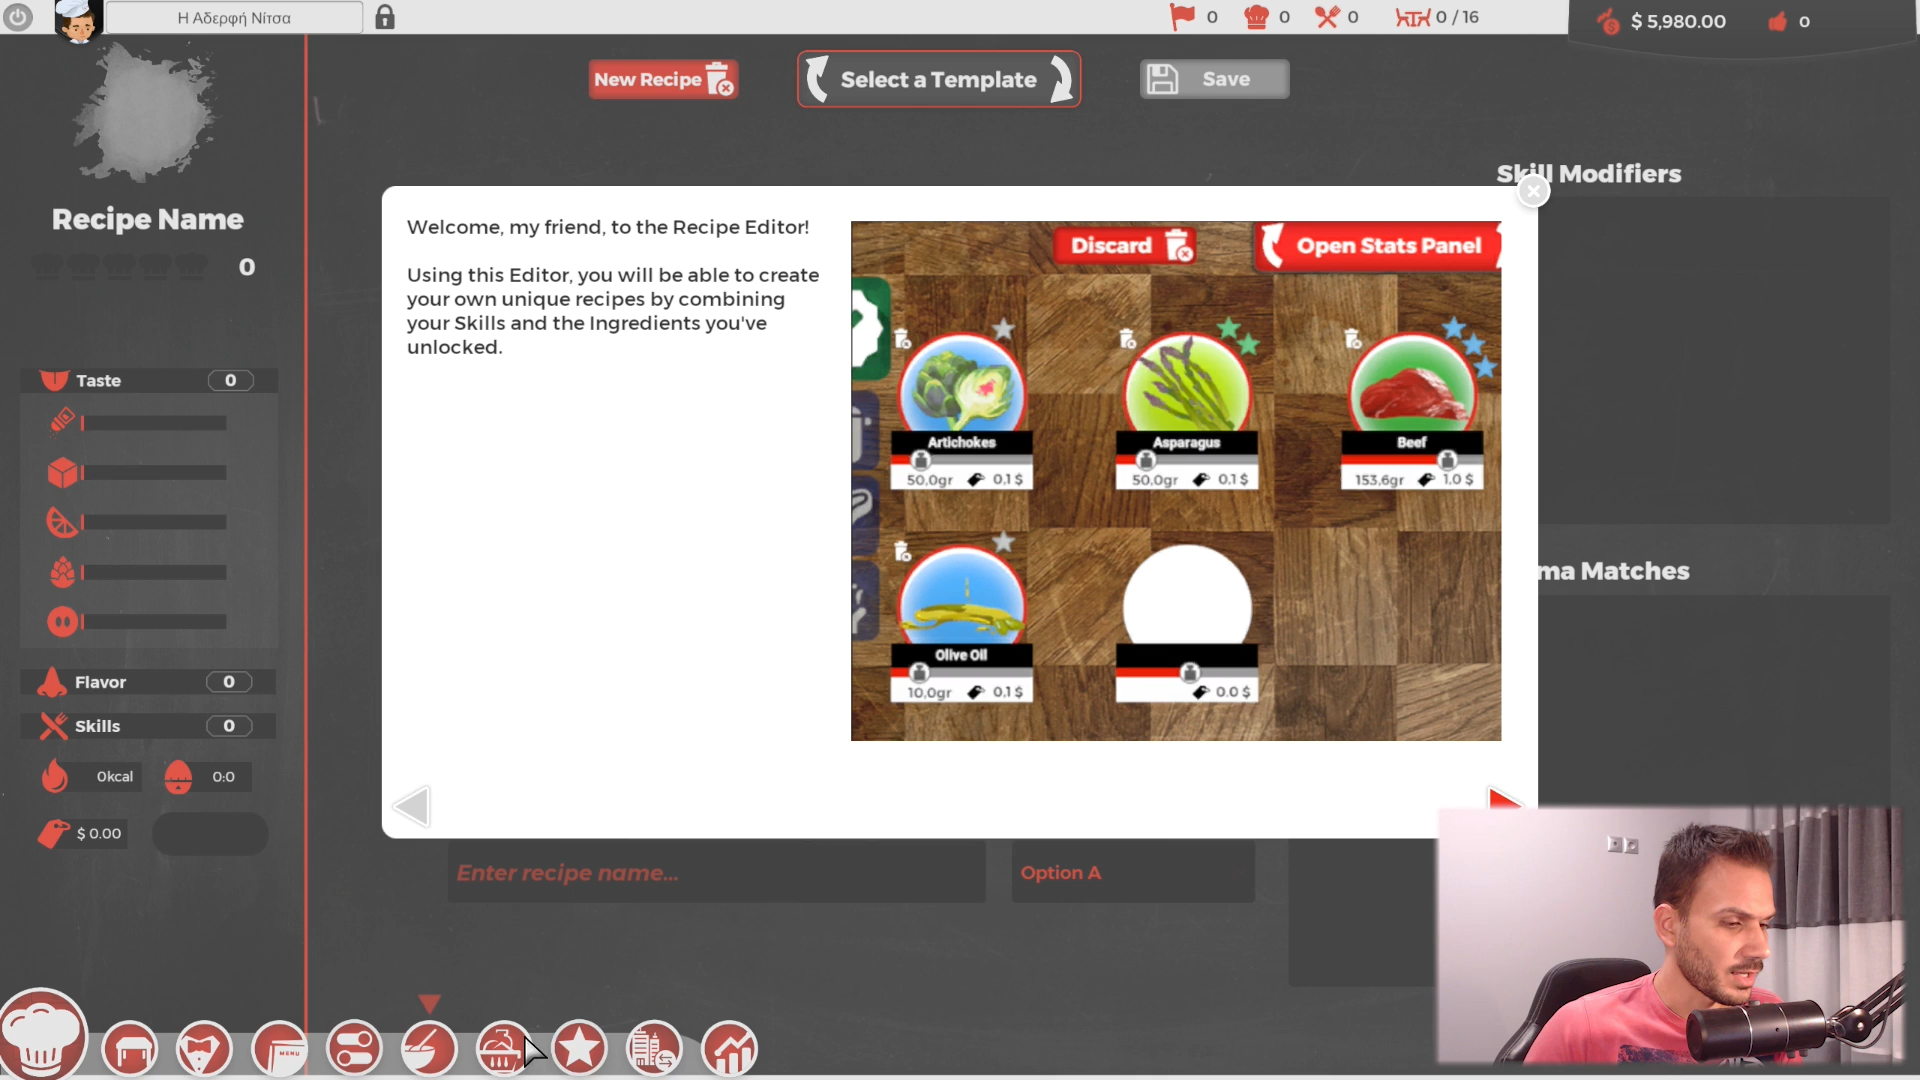 Η Αδερφή Νίτσα
0
0
0
0 / 16
$ 5,980.00
0
New Recipe
Select a Template
Save
Recipe Name
0
Skill Modifiers
Welcome, my friend, to the Recipe Editor!
Using this Editor, you will be able to create
your own unique recipes by combining
your Skills and the Ingredients you've
unlocked.
Discard
Open Stats Panel
Artichokes
50,0gr
0.1 $
Asparagus
50,0gr
0.1 $
Beef
153,6gr
1.0 $
Olive Oil
10,0gr
0,1 $
0.0 $
Taste
0
Flavor
0
Skills
0
0kcal
0:0
$ 0.00
ma Matches
Enter recipe name...
Option A
MENU